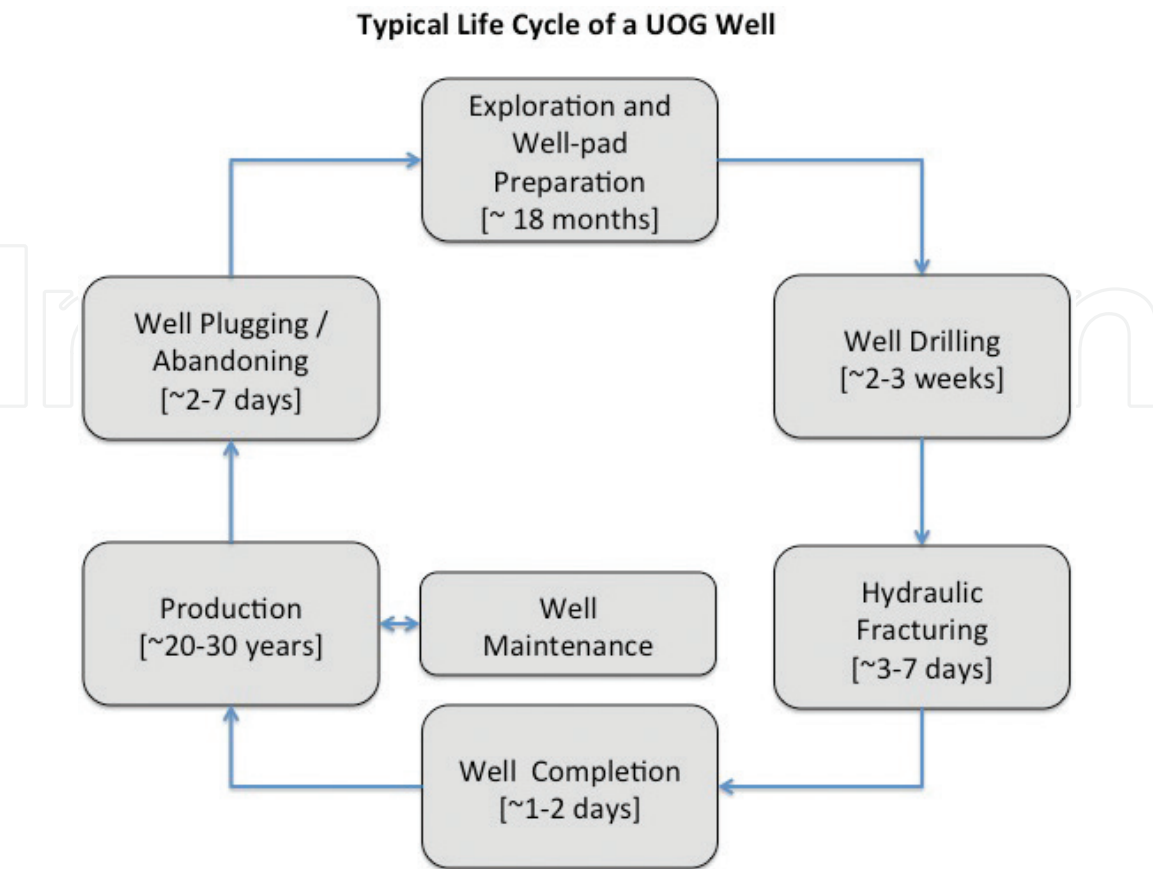 Typical Life Cycle of a UOG Well
Exploration and
Well-pad
Preparation
[~ 18 months]
Well Drilling
[~2-3 weeks]
Hydraulic
Fracturing
[~3-7 days]
Well Completion
[~1-2 days]
Production
[~20-30 years]
Well
Maintenance
Well Plugging /
Abandoning
[~2-7 days]